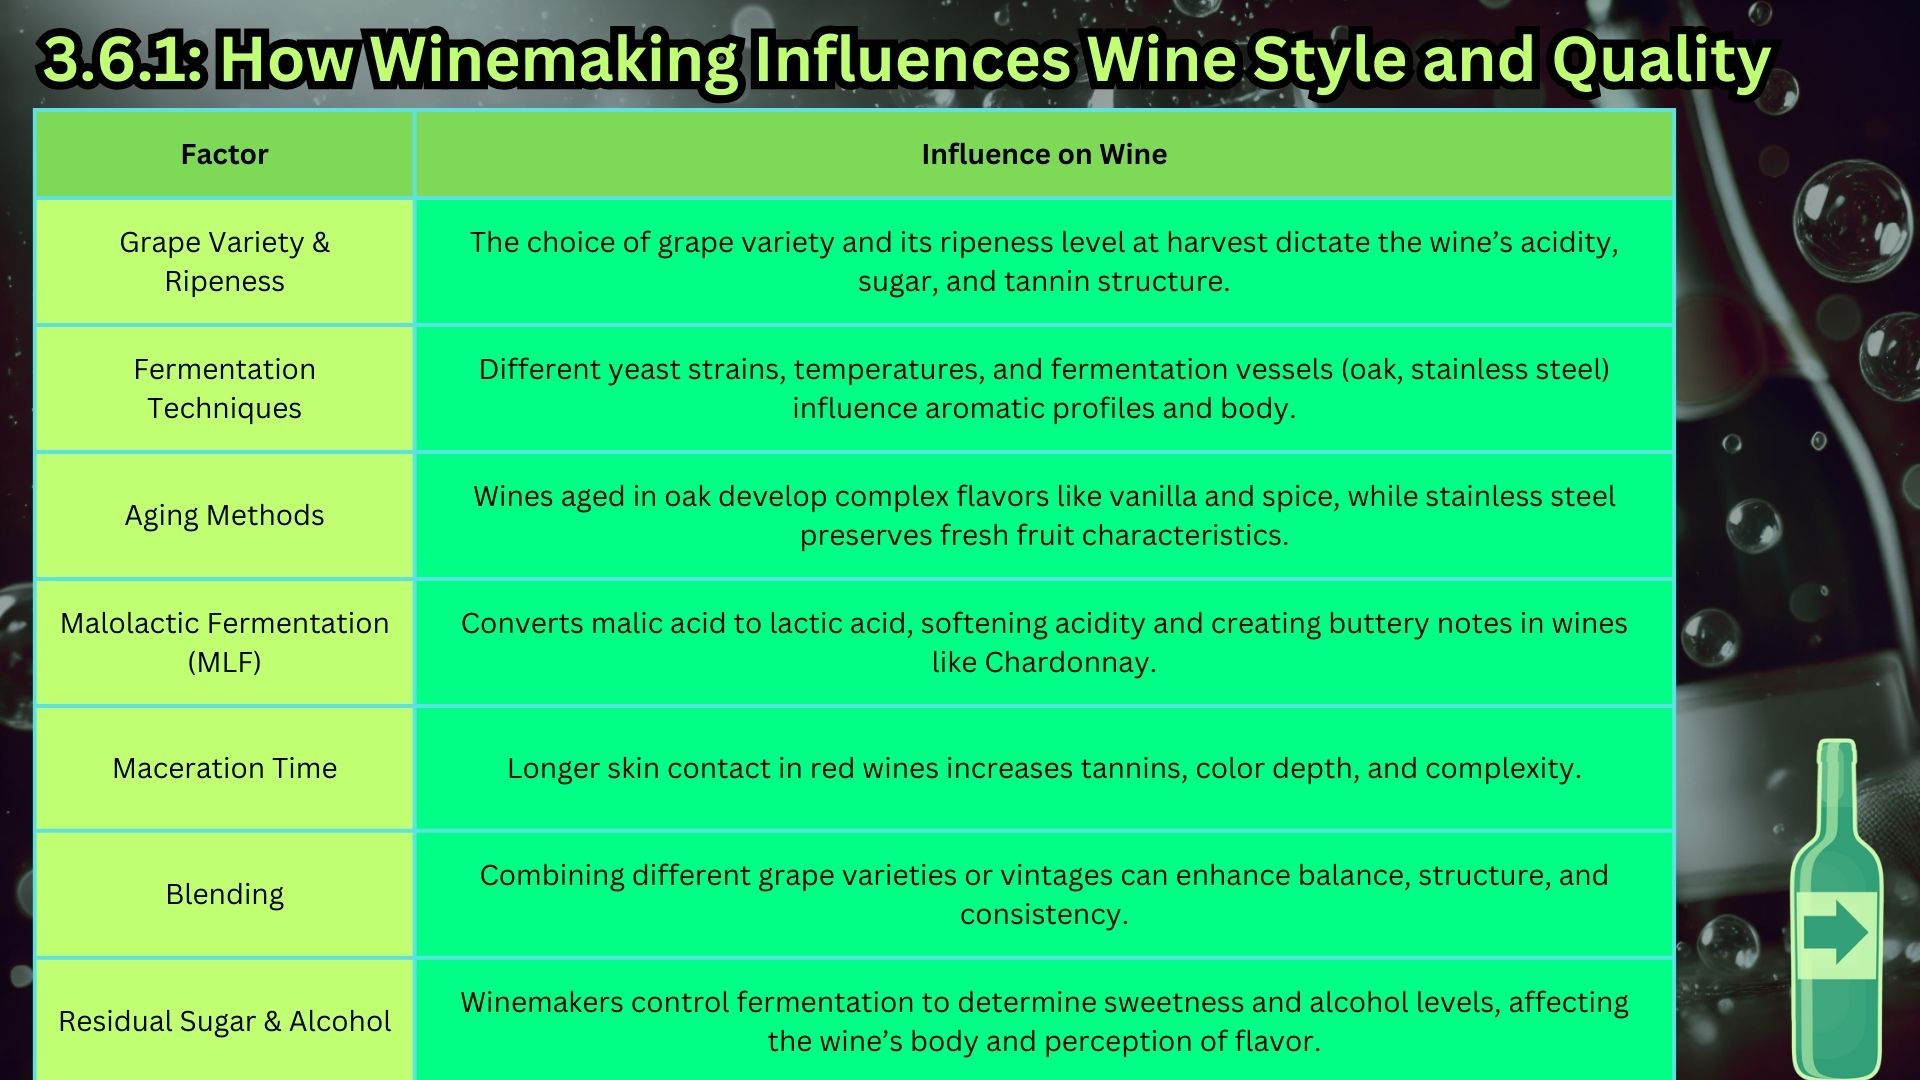 3.6.1: How Winemaking Influences Wine Style and Quality
Factor
Influence on Wine
Grape Variety &
Ripeness
The choice of grape variety and its ripeness level at harvest dictate the wine’s acidity,
sugar, and tannin structure.
Fermentation
Techniques
Different yeast strains, temperatures, and fermentation vessels (oak, stainless steel)
influence aromatic profiles and body.
Aging Methods
Wines aged in oak develop complex flavors like vanilla and spice, while stainless steel
preserves fresh fruit characteristics.
Malolactic Fermentation
(MLF)
Converts malic acid to lactic acid, softening acidity and creating buttery notes in wines
like Chardonnay.
Maceration Time
Longer skin contact in red wines increases tannins, color depth, and complexity.
Blending
Combining different grape varieties or vintages can enhance balance, structure, and
consistency.
Residual Sugar & Alcohol
Winemakers control fermentation to determine sweetness and alcohol levels, affecting
the wine’s body and perception of flavor.